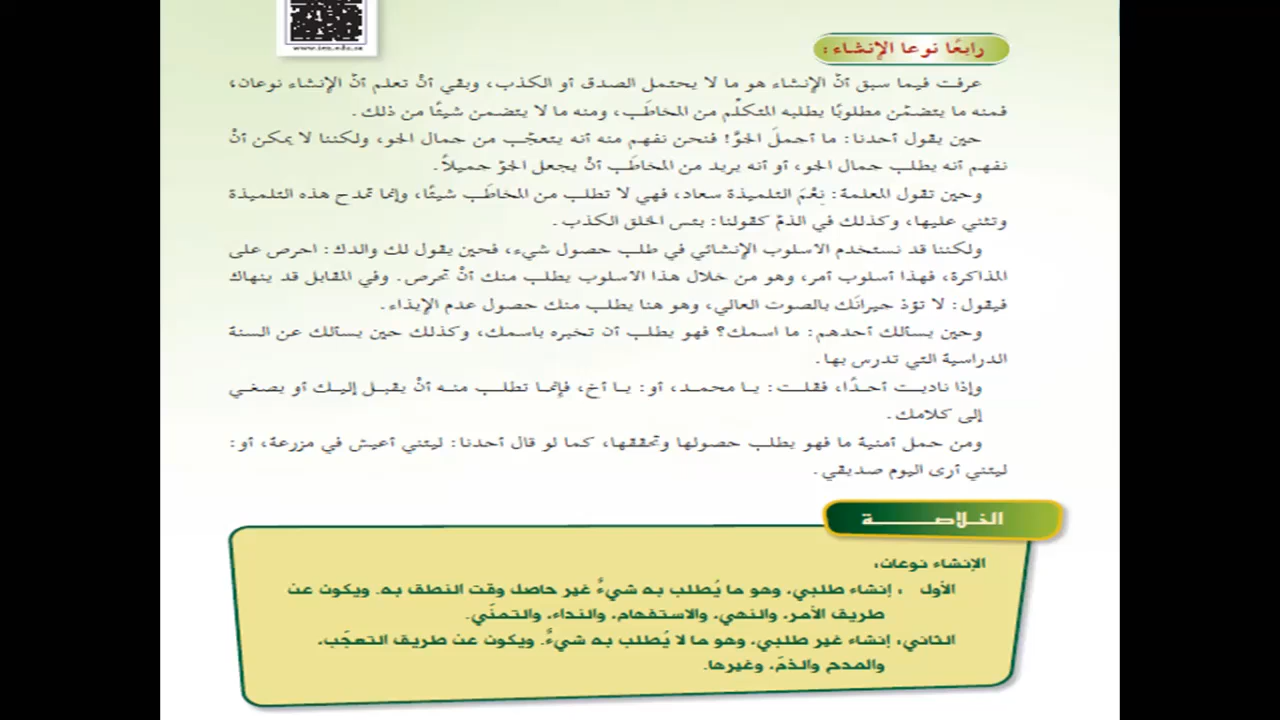 www.ien.edu.sa
رابعًا نوعا الإنشاء :
عرفت فيما سبق أنّ الإنشاء هو ما لا يحتمل الصدق أو الكذب، وبقي أنْ تعلم أنّ الإنشاء نوعان،
فمنه ما يتضمّن مطلوبًا يطلبه المتكلّم من المخاطَب، ومنه ما لا يتضمن شيئًا من ذلك.
حين يقول أحدنا: ما أجملَ الجوَّ! فنحن نفهم منه أنه يتعجّب من جمال الجو، ولكننا لا يمكن أنْ
نفهم أنه يطلب جمال الجو، أو أنه يريد من المخاطَب أنْ يجعل الجوّ جميلاً.
وحين تقول المعلمة: نِعْمَ التلميذة سعاد، فهي لا تطلب من المخاطَب شيئًا، وإنما تمدح هذه التلميذة
وتثني عليها، وكذلك في الذمّ كقولنا: بئس الخلق الكذب.
ولكننا قد نستخدم الاسلوب الإنشائي في طلب حصول شيء، فحين يقول لك والدك: احرص على
المذاكرة، فهذا أسلوب أمر، وهو من خلال هذا الاسلوب يطلب منك أنْ تحرص. وفي المقابل قد ينهاك
فيقول: لا تؤذ جيرانَك بالصوت العالي، وهو هنا يطلب منك حصول عدم الإيذاء.
وحين يسألك أحدهم: ما اسمك؟ فهو يطلب أن تخبره باسمك، وكذلك حين يسألك عن السنة
الدراسية التي تدرس بها.
وإذا ناديت أحدًا، فقلت: يا محمد، أو: يا أخ، فإنما تطلب منه أنْ يقبل إليك أو يصغي
إلى كلامك.
ومن حمل أمنية ما فهو يطلب حصولها وتحققها، كما لو قال أحدنا: ليتني أعيش في مزرعة، أو:
ليتني أرى اليوم صديقي.
الخلاصة
الإنشاء نوعان:
الأول : إنشاء طلبي، وهو ما يُطلب به شيءٌ غير حاصل وقت النطق به. ويكون عن
طريق الأمر، والنهي، والاستفهام، والنداء، والتمنّي.
الثاني: إنشاء غير طلبي، وهو ما لا يُطلب به شيءٌ. ويكون عن طريق التعجّب،
والمدح والذمّ، وغيرها.